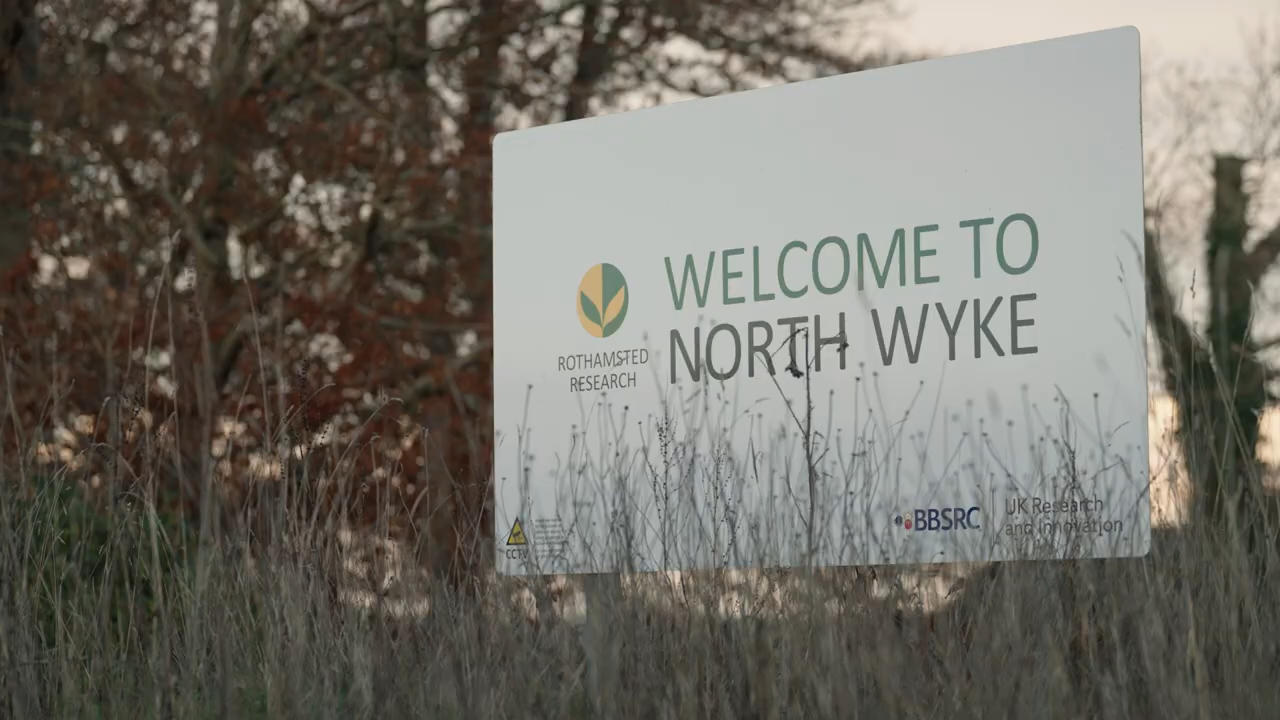 WELCOME TO
NORTH WYKE
ROTHAMSTED
RESEARCH
CCTV
BBSRC
UK Research
and Innovation